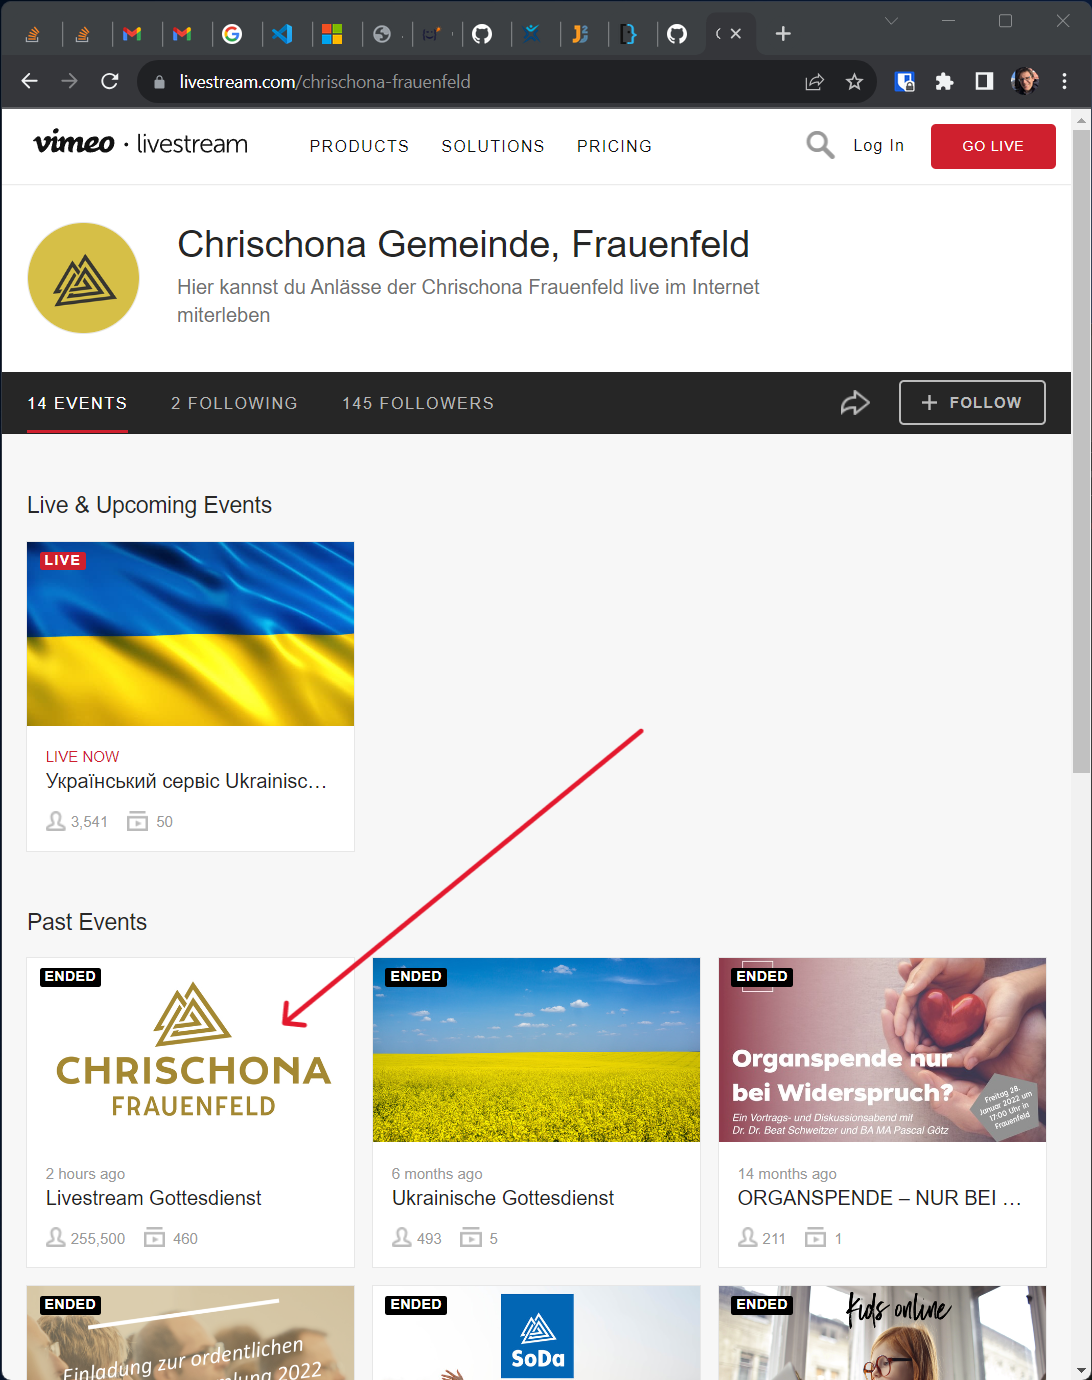 livestream.com/chrischona-frauenfeld
vimeo · livestream
PRODUCTS
SOLUTIONS
PRICING
Log In
GO LIVE
Chrischona Gemeinde, Frauenfeld
Hier kannst du Anlässe der Chrischona Frauenfeld live im Internet
miterleben
14 EVENTS
2 FOLLOWING
145 FOLLOWERS
+ FOLLOW
Live & Upcoming Events
LIVE
LIVE NOW
Український сервіс Ukrainisc…
3,541
50
Past Events
ENDED
CHRISCHONA
FRAUENFELD
2 hours ago
Livestream Gottesdienst
255,500
460
ENDED
6 months ago
Ukrainische Gottesdienst
493
5
ENDED
Organspende nur
bei Widerspruch?
Ein Vortrags- und Diskussionsabend mit
Dr. Dr. Beat Schweitzer und BA MA Pascal Götz
Freitag 28.
Januar 2022 um
17:00 Uhr in
Frauenfeld
14 months ago
ORGANSPENDE – NUR BEI …
211
1
ENDED
Einladung zur ordentlichen
2022
ENDED
SoDa
ENDED
kids online